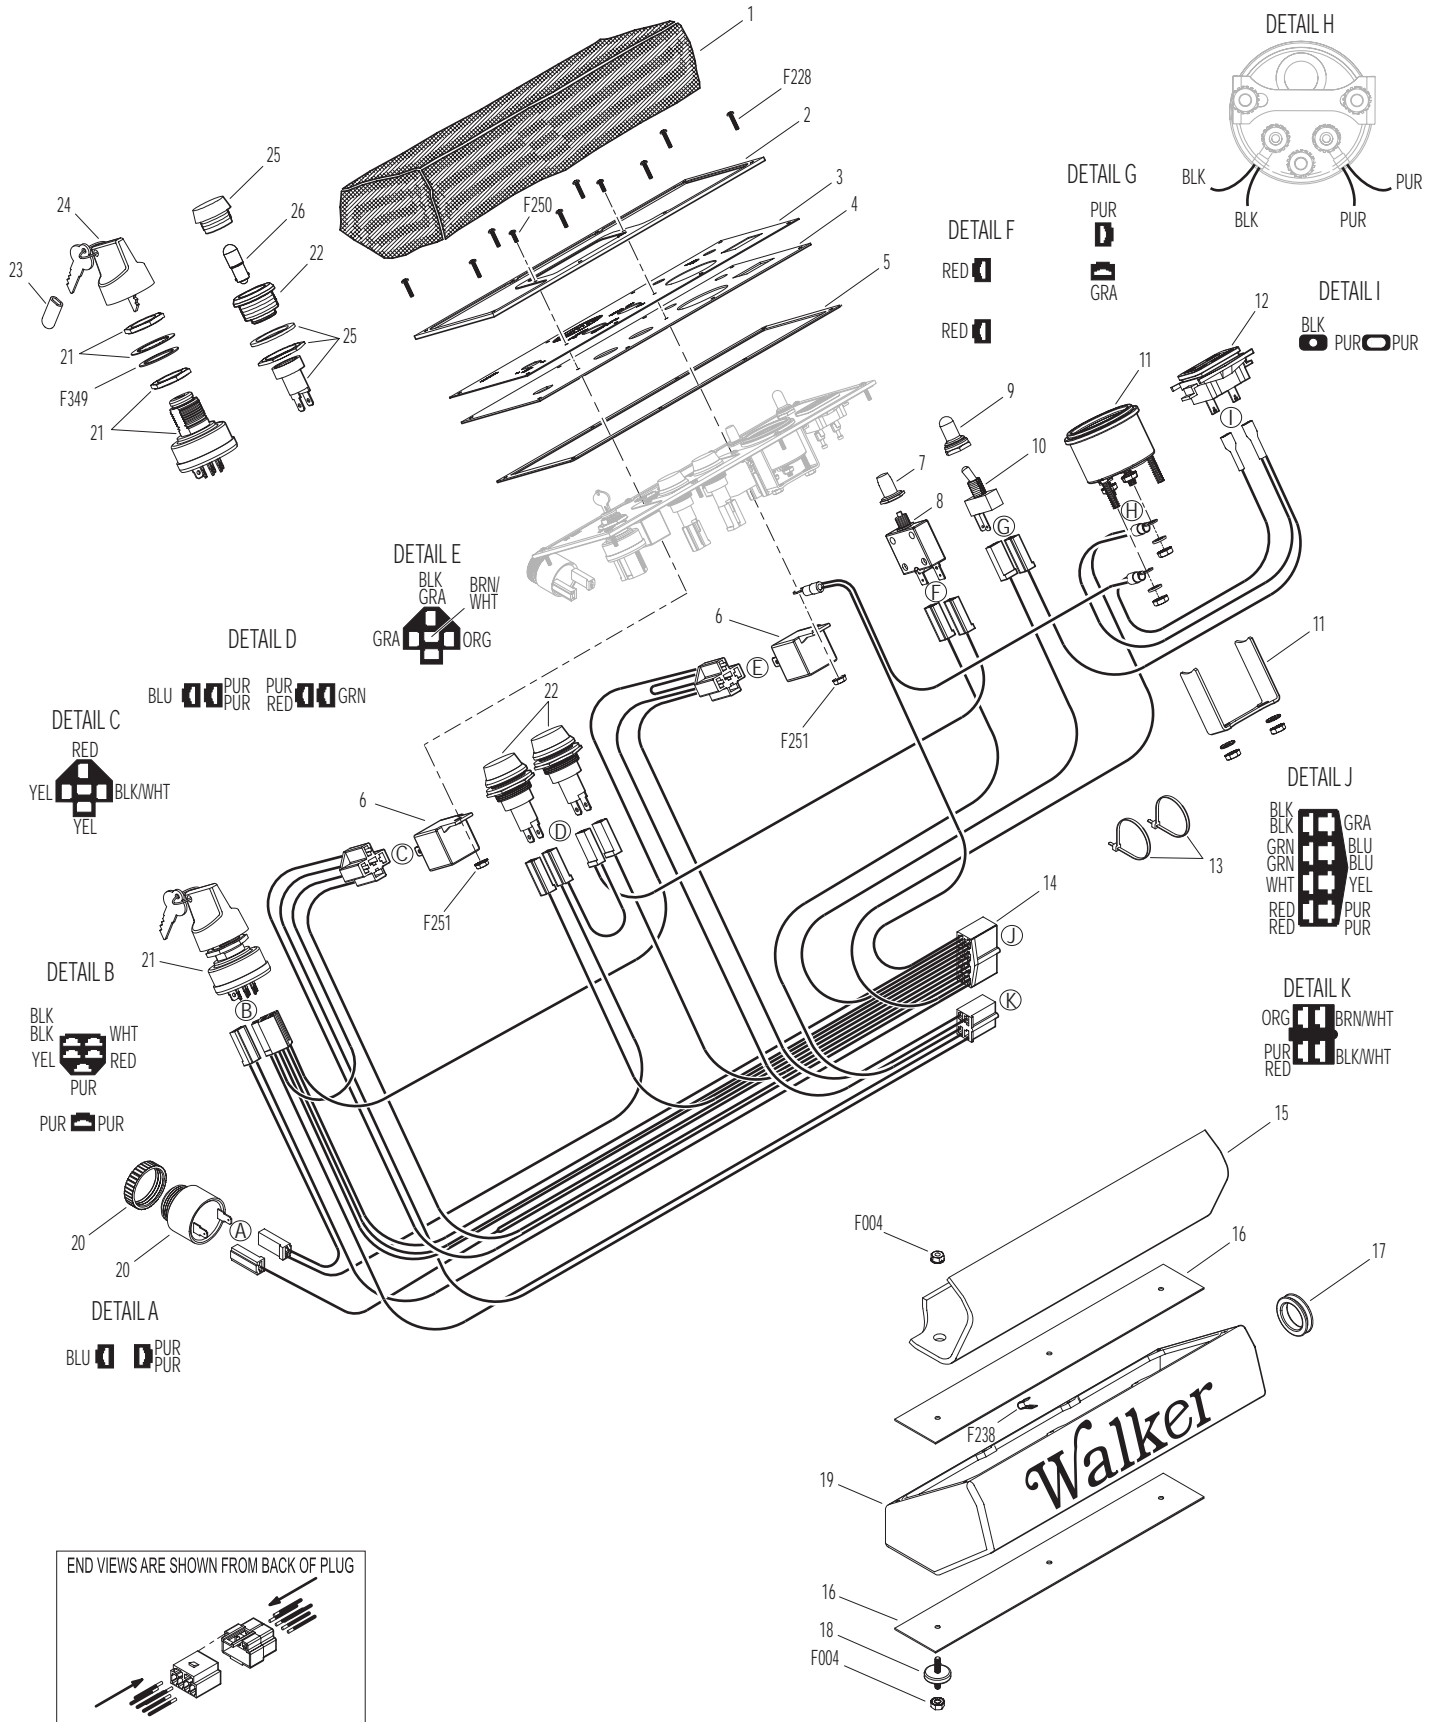 1
DETAIL H
F228
2
25
DETAIL G
BLK
PUR
BLK
PUR
24
26
3
PUR
F250
4
DETAIL F
23
22
RED
5
GRA
DETAIL I
12
BLK
PUR
PUR
21
25
RED
11
F349
9
21
7
10
I
8
H
G
DETAIL E
BLK
GRA
BRN/
WHT
F
6
GRA
ORG
DETAIL D
E
11
BLU
PUR
PUR
PUR
RED
GRN
22
DETAIL C
RED
F251
YEL
BLK/WHT
YEL
6
DETAIL J
C
D
BLK
BLK
GRN
GRN
WHT
RED
RED
GRA
BLU
BLU
YEL
PUR
PUR
13
F251
14
21
J
DETAIL B
B
K
DETAIL K
BLK
BLK
WHT
YEL
RED
PUR
ORG
BRN/WHT
PUR
RED
BLK/WHT
PUR
PUR
15
20
A
F004
16
17
20
DETAIL A
BLU
PUR
PUR
F238
Walker
19
END VIEWS ARE SHOWN FROM BACK OF PLUG
16
18
F004